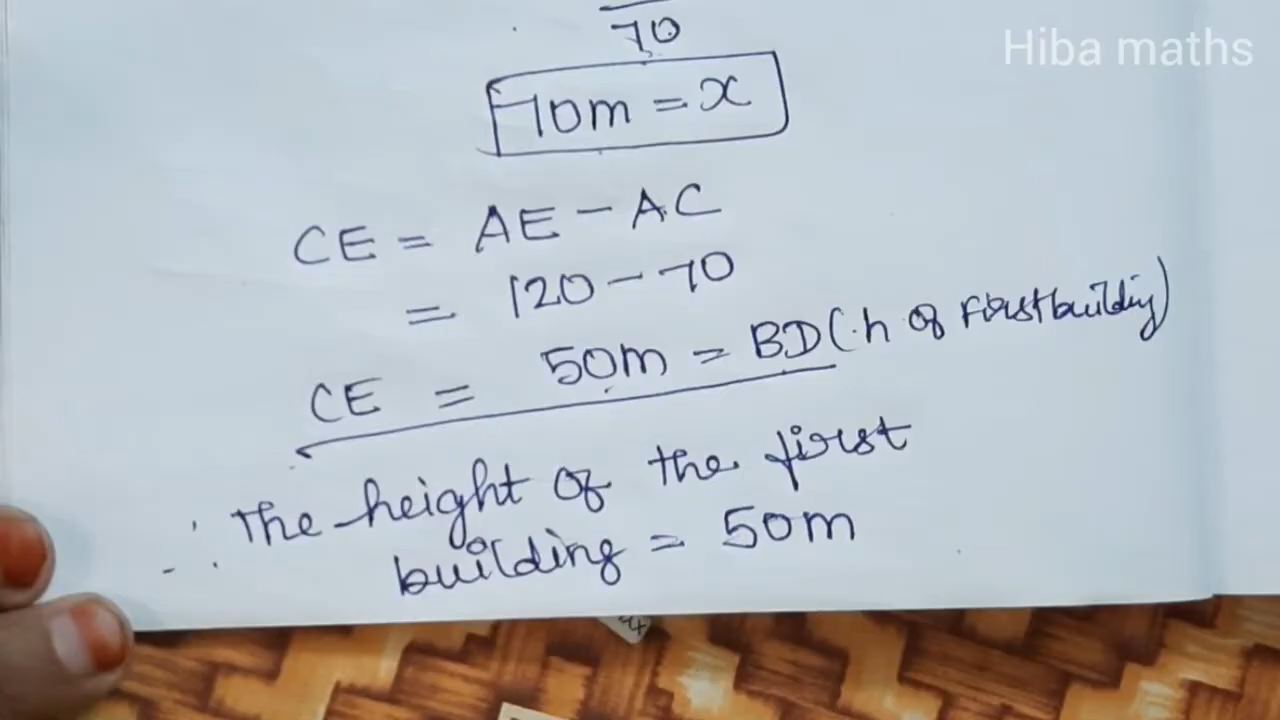 70
Hiba maths
70m = x
CE = AE - AC
= 120 - 70
CE = 50m = BD (h of First building)
∴ The height of the first
building = 50m